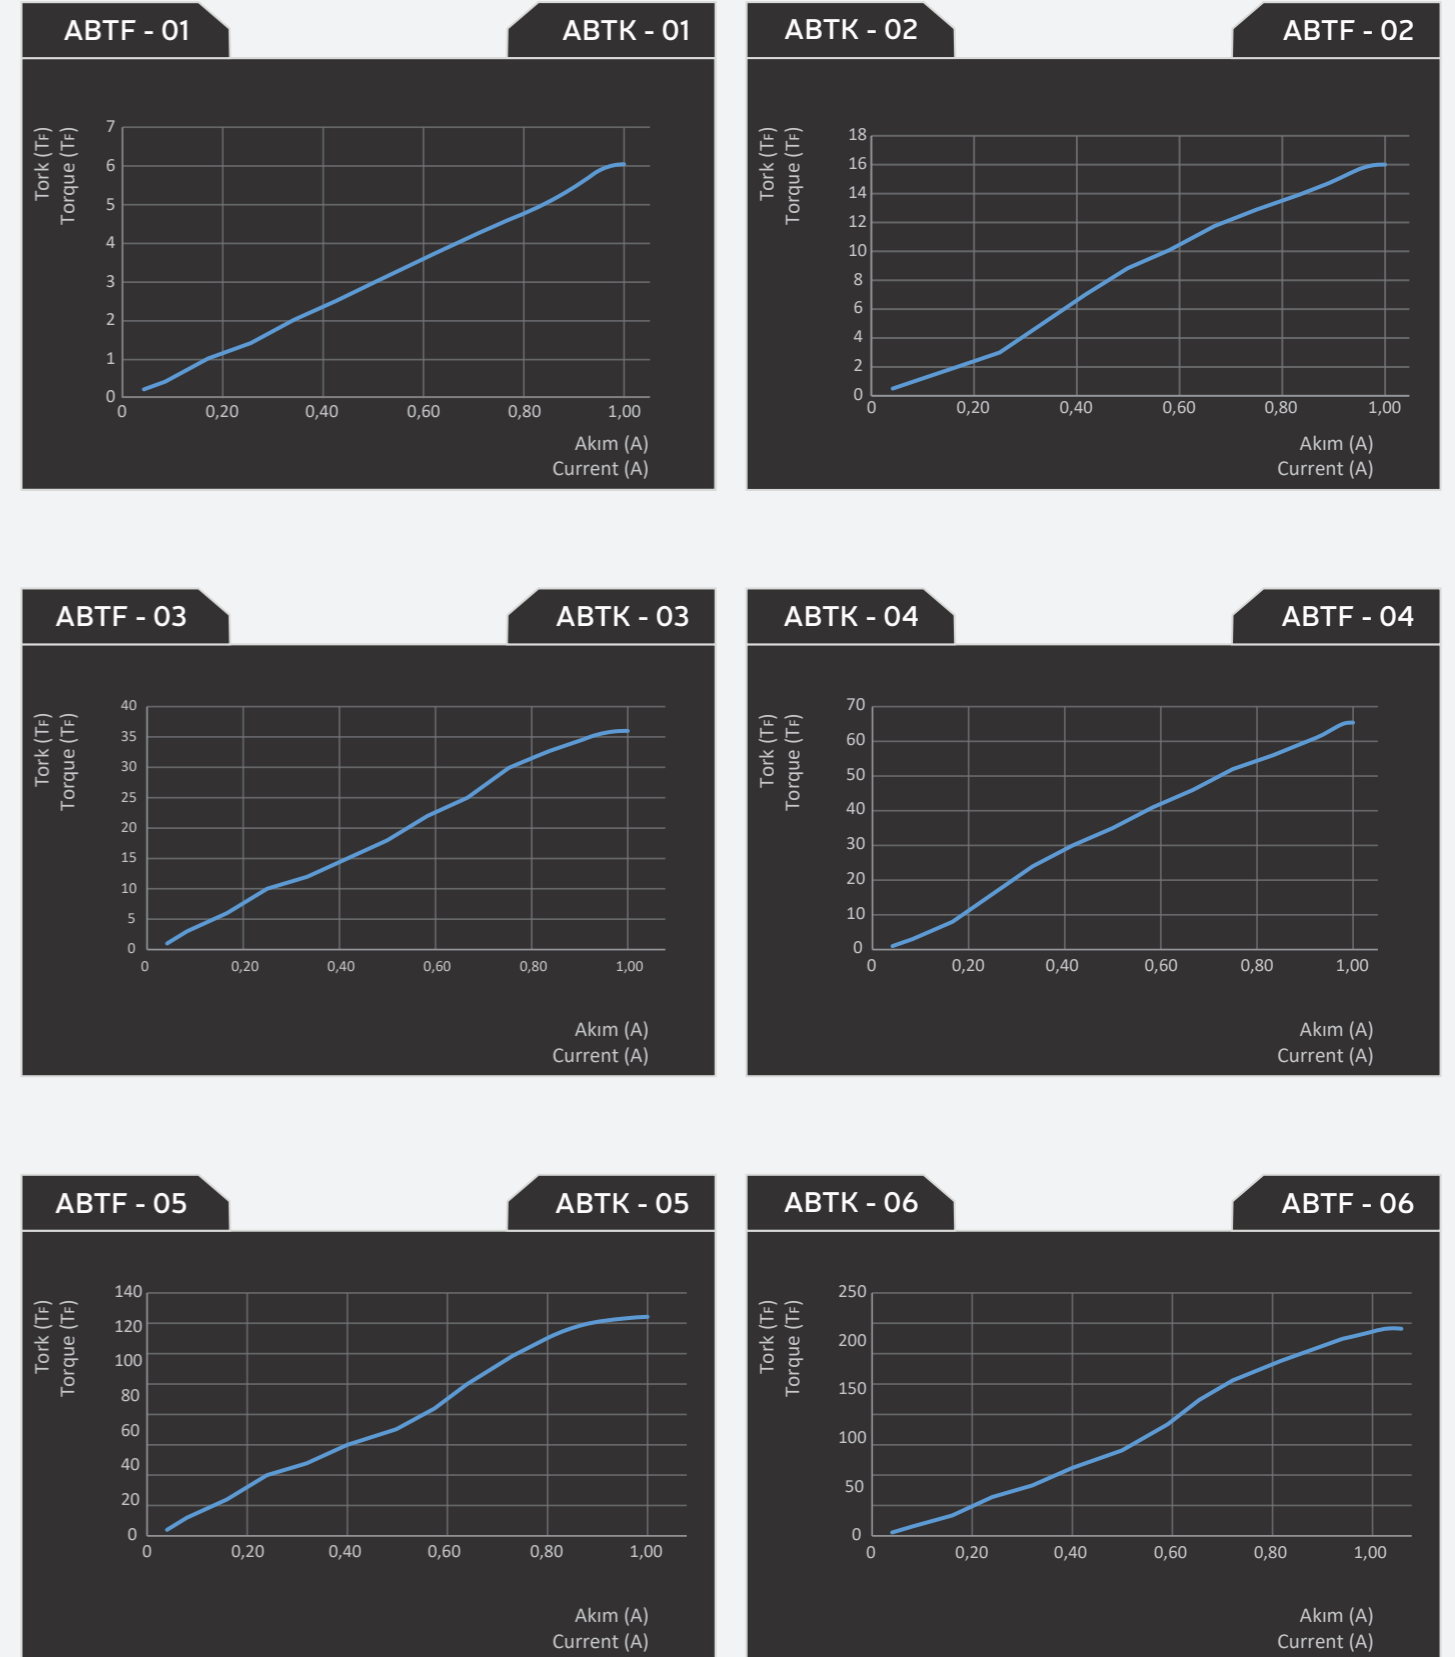 ABTF - 01
ABTK - 01
Tork (TF)
Torque (TF)
7
6
5
4
3
2
1
0
0 0,20 0,40 0,60 0,80 1,00
Akım (A)
Current (A)
ABTK - 02
ABTF - 02
Tork (TF)
Torque (TF)
18
16
14
12
10
8
6
4
2
0
0 0,20 0,40 0,60 0,80 1,00
Akım (A)
Current (A)
ABTF - 03
ABTK - 03
Tork (TF)
Torque (TF)
40
35
30
25
20
15
10
5
0
0 0,20 0,40 0,60 0,80 1,00
Akım (A)
Current (A)
ABTK - 04
ABTF - 04
Tork (TF)
Torque (TF)
70
60
50
40
30
20
10
0
0 0,20 0,40 0,60 0,80 1,00
Akım (A)
Current (A)
ABTF - 05
ABTK - 05
Tork (TF)
Torque (TF)
140
120
100
80
60
40
20
0
0 0,20 0,40 0,60 0,80 1,00
Akım (A)
Current (A)
ABTK - 06
ABTF - 06
Tork (TF)
Torque (TF)
250
200
150
100
50
0
0 0,20 0,40 0,60 0,80 1,00
Akım (A)
Current (A)